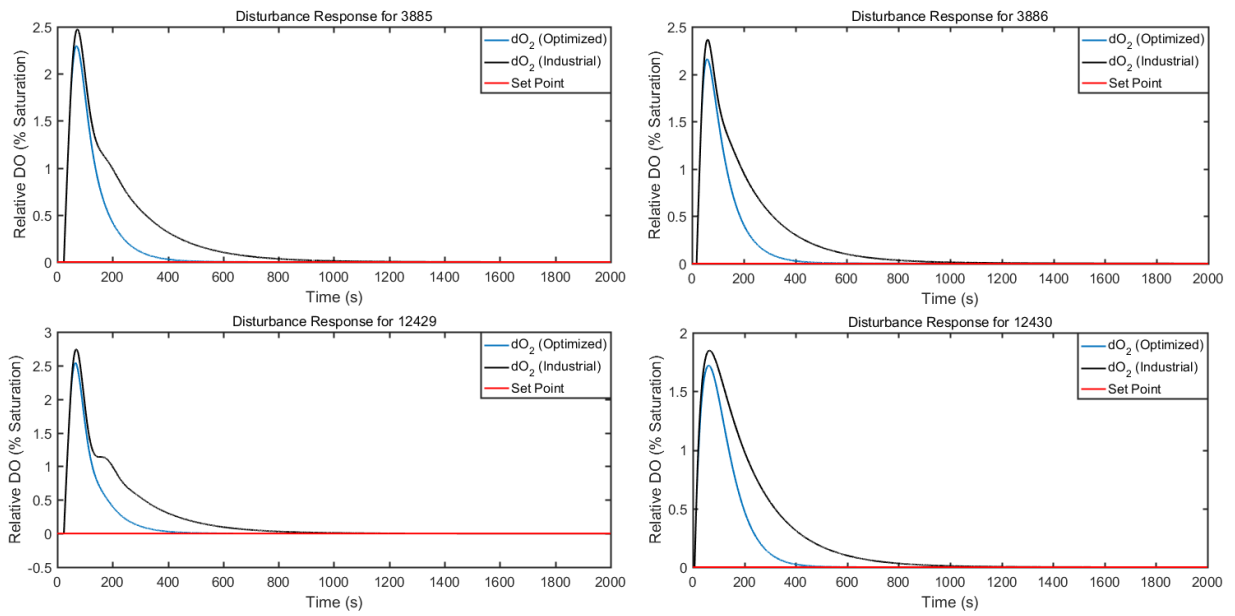 Disturbance Response for 3885
2.5
2
1.5
1
0.5
0
Relative DO (% Saturation)
dO2 (Optimized)
dO2 (Industrial)
Set Point
0 200 400 600 800 1000 1200 1400 1600 1800 2000
Time (s)
Disturbance Response for 3886
2.5
2
1.5
1
0.5
0
Relative DO (% Saturation)
dO2 (Optimized)
dO2 (Industrial)
Set Point
0 200 400 600 800 1000 1200 1400 1600 1800 2000
Time (s)
Disturbance Response for 12429
3
2.5
2
1.5
1
0.5
0
-0.5
Relative DO (% Saturation)
dO2 (Optimized)
dO2 (Industrial)
Set Point
0 200 400 600 800 1000 1200 1400 1600 1800 2000
Time (s)
Disturbance Response for 12430
2
1.5
1
0.5
0
Relative DO (% Saturation)
dO2 (Optimized)
dO2 (Industrial)
Set Point
0 200 400 600 800 1000 1200 1400 1600 1800 2000
Time (s)